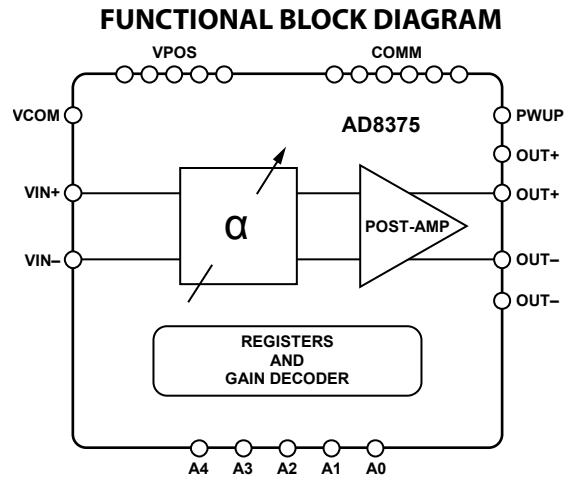 FUNCTIONAL BLOCK DIAGRAM
VPOS
COMM
VCOM
PWUP
AD8375
OUT+
VIN+
OUT+
α
POST-AMP
VIN–
OUT–
OUT–
REGISTERS
AND
GAIN DECODER
A4
A3
A2
A1
A0